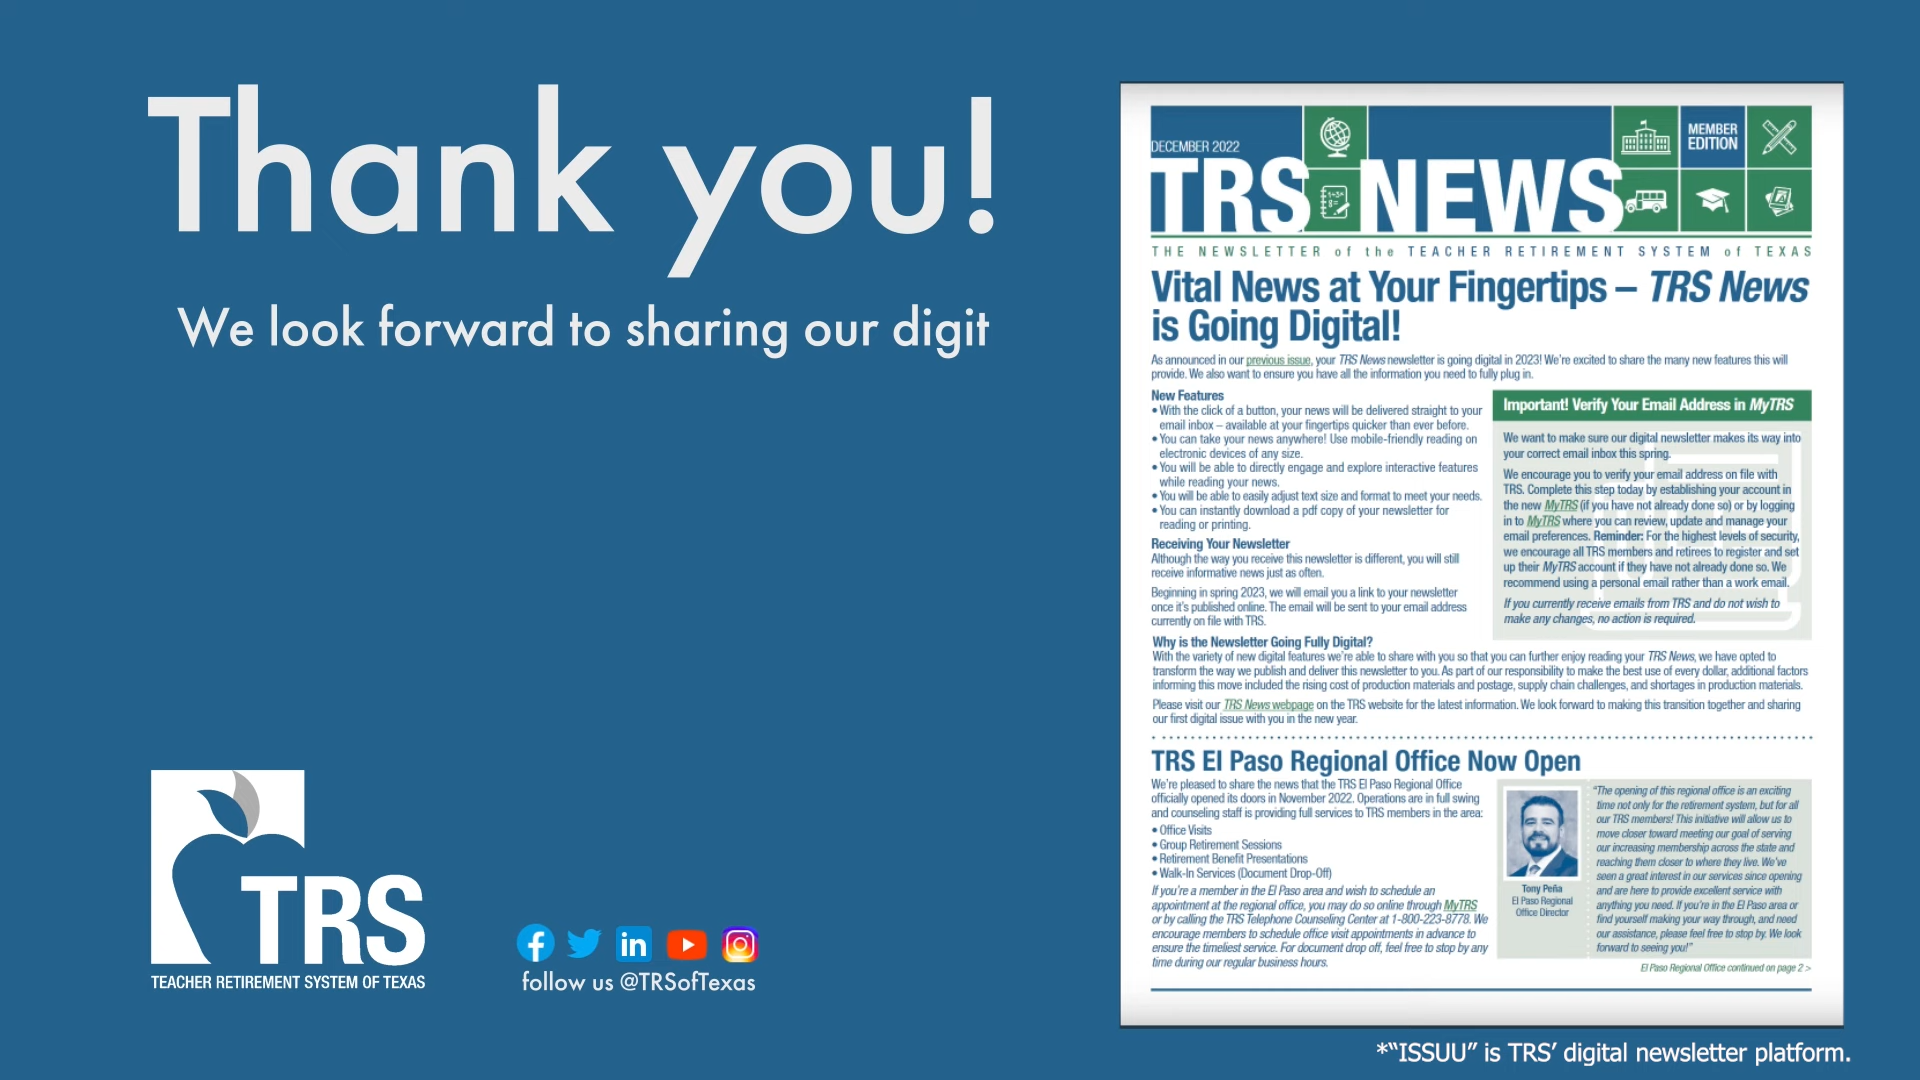 Thank you!
We look forward to sharing our digit
TRS
TEACHER RETIREMENT SYSTEM OF TEXAS
follow us @TRSofTexas
DECEMBER 2022
TRS NEWS
MEMBER
EDITION
THE NEWSLETTER of the TEACHER RETIREMENT SYSTEM of TEXAS
Vital News at Your Fingertips – TRS News
is Going Digital!
As announced in our previous issue, your TRS News newsletter is going digital in 2023! We're excited to share the many new features this will
provide. We also want to ensure you have all the information you need to fully plug in.
New Features
• With the click of a button, your news will be delivered straight to your
email inbox – available at your fingertips quicker than ever before.
• You can take your news anywhere! Use mobile-friendly reading on
electronic devices of any size.
• You will be able to directly engage and explore interactive features
while reading your news.
• You will be able to easily adjust text size and format to meet your needs.
• You can instantly download a pdf copy of your newsletter for
reading or printing.
Receiving Your Newsletter
Although the way you receive this newsletter is different, you will still
receive informative news just as often.
Beginning in spring 2023, we will email you a link to your newsletter
once it's published online. The email will be sent to your email address
currently on file with TRS.
Important! Verify Your Email Address in MyTRS
We want to make sure our digital newsletter makes its way into
your correct email inbox this spring.
We encourage you to verify your email address on file with
TRS. Complete this step today by establishing your account in
the new MyTRS (if you have not already done so) or by logging
in to MyTRS where you can review, update and manage your
email preferences. Reminder: For the highest levels of security,
we encourage all TRS members and retirees to register and set
up their MyTRS account if they have not already done so. We
recommend using a personal email rather than a work email.
If you currently receive emails from TRS and do not wish to
make any changes, no action is required.
Why is the Newsletter Going Fully Digital?
With the variety of new digital features we're able to share with you so that you can further enjoy reading your TRS News, we have opted to
transform the way we publish and deliver this newsletter to you. As part of our responsibility to make the best use of every dollar, additional factors
informing this move included the rising cost of production materials and postage, supply chain challenges, and shortages in production materials.
Please visit our TRS News webpage on the TRS website for the latest information. We look forward to making this transition together and sharing
our first digital issue with you in the new year.
TRS El Paso Regional Office Now Open
We're pleased to share the news that the TRS El Paso Regional Office
officially opened its doors in November 2022. Operations are in full swing
and counseling staff is providing full services to TRS members in the area:
• Office Visits
• Group Retirement Sessions
• Retirement Benefit Presentations
• Walk-In Services (Document Drop-Off)
If you're a member in the El Paso area and wish to schedule an
appointment at the regional office, you may do so online through MyTRS
or by calling the TRS Telephone Counseling Center at 1-800-223-8778. We
encourage members to schedule office visit appointments in advance to
ensure the timeliest service. For document drop off, feel free to stop by any
time during our regular business hours.
Tony Peña
El Paso Regional
Office Director
"The opening of this regional office is an exciting
time not only for the retirement system, but for all
our TRS members! This initiative will allow us to
move closer toward meeting our goal of serving
our increasing membership across the state and
reaching them closer to where they live. We've
seen a great interest in our services since opening
and are here to provide excellent service with
anything you need. If you're in the El Paso area or
find yourself making your way through, and need
our assistance, please feel free to stop by. We look
forward to seeing you!"
El Paso Regional Office continued on page 2 >
*“ISSUU” is TRS’ digital newsletter platform.